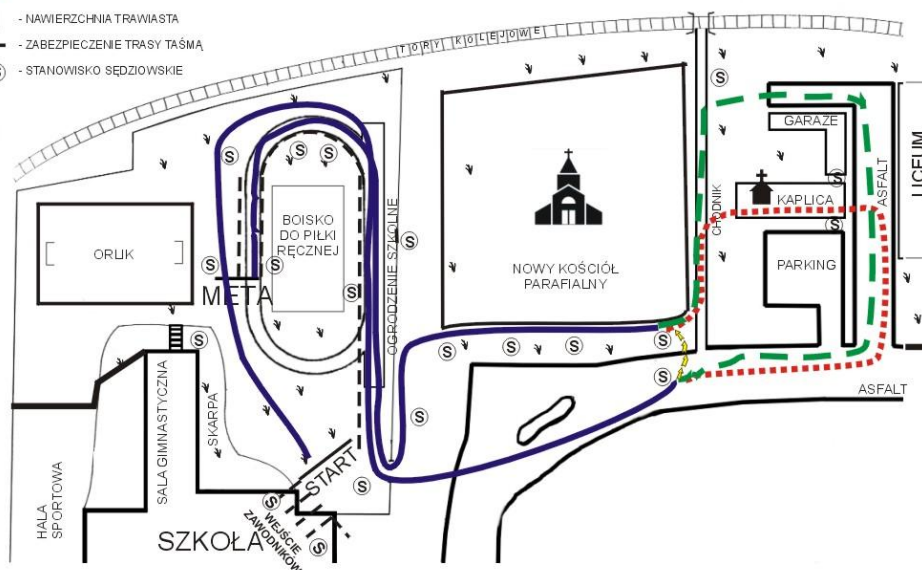 - NAWIERZCHNIA TRAWIASTA
- ZABEZPIECZENIE TRASY TAŚMĄ
S - STANOWISKO SĘDZIOWSKIE
TORY KOLEJOWE
S
GARAŻE
LICEUM
ASFALT
S
S
S
S
S
KAPLICA
CHODNIK
BOISKO
DO PIŁKI
RĘCZNEJ
OGRODZENIE SZKOLNE
S
S
ORLIK
S
S
NOWY KOŚCIÓŁ
PARAFIALNY
PARKING
META
S
S
S
S
S
S
S
S
ASFALT
SALA GIMNASTYCZNA
SKARPA
S
START
S
HALA
SPORTOWA
S
WEJŚCIE
ZAWODNIKÓW
S
SZKOŁA